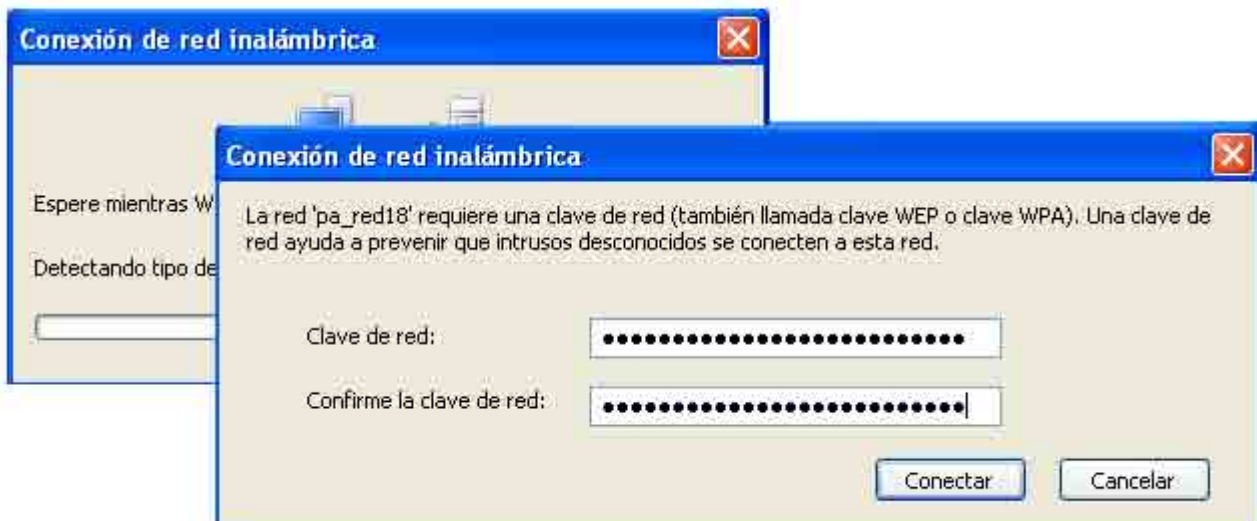 Conexión de red inalámbrica
Espere mientras W
Detectando tipo de
Conexión de red inalámbrica
La red 'pa_red18' requiere una clave de red (también llamada clave WEP o clave WPA). Una clave de
red ayuda a prevenir que intrusos desconocidos se conecten a esta red.
Clave de red: ••••••••••••••••••••••••••
Confirme la clave de red: ••••••••••••••••••••••••••
Conectar Cancelar